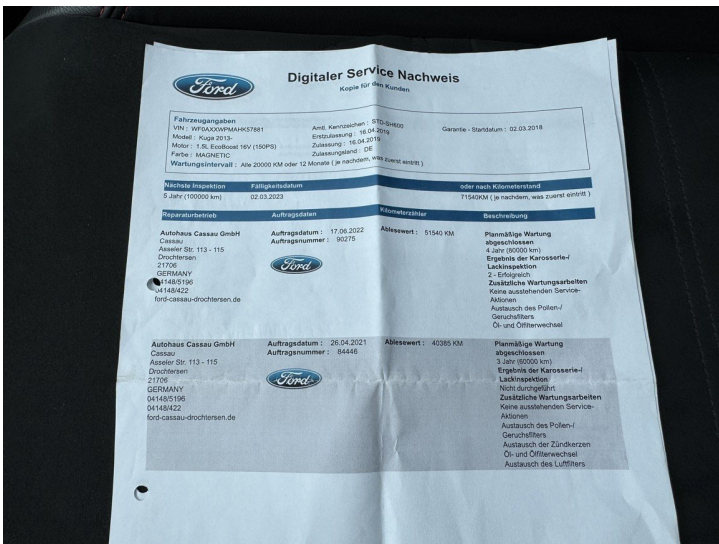 Ford
Digitaler Service Nachweis
Kopie für den Kunden
Fahrzeugangaben
VIN : WF0AXXWPMAHK57881
Modell : Kuga 2013-
Motor : 1.5L EcoBoost 16V (150PS)
Farbe : MAGNETIC
Amtl. Kennzeichen : STD-SH600
Erstzulassung : 16.04.2019
Zulassung : 16.04.2019
Zulassungsland : DE
Garantie - Startdatum : 02.03.2018
Wartungsintervall : Alle 20000 KM oder 12 Monate ( je nachdem, was zuerst eintritt )
Nächste Inspektion Fälligkeitsdatum oder nach Kilometerstand
5 Jahr (100000 km) 02.03.2023 71540KM ( je nachdem, was zuerst eintritt )
Reparaturbetrieb Auftragsdaten Kilometerzähler Beschreibung
Autohaus Cassau GmbH
Cassau
Asseler Str. 113 - 115
Drochtersen
21706
GERMANY
04148/5196
04148/422
ford-cassau-drochtersen.de
Auftragsdatum : 17.06.2022
Auftragsnummer : 90275
Ford
Ablesewert : 51540 KM
Planmäßige Wartung
abgeschlossen
4 Jahr (80000 km)
Ergebnis der Karosserie-/
Lackinspektion
2 - Erfolgreich
Zusätzliche Wartungsarbeiten
Keine ausstehenden Service-
Aktionen
Austausch des Pollen-/
Geruchsfilters
Öl- und Ölfilterwechsel
Autohaus Cassau GmbH
Cassau
Asseler Str. 113 - 115
Drochtersen
21706
GERMANY
04148/5196
04148/422
ford-cassau-drochtersen.de
Auftragsdatum : 26.04.2021
Auftragsnummer : 84446
Ford
Ablesewert : 40385 KM
Planmäßige Wartung
abgeschlossen
3 Jahr (60000 km)
Ergebnis der Karosserie-/
Lackinspektion
Nicht durchgeführt
Zusätzliche Wartungsarbeiten
Keine ausstehenden Service-
Aktionen
Austausch des Pollen-/
Geruchsfilters
Austausch der Zündkerzen
Öl- und Ölfilterwechsel
Austausch des Luftfilters